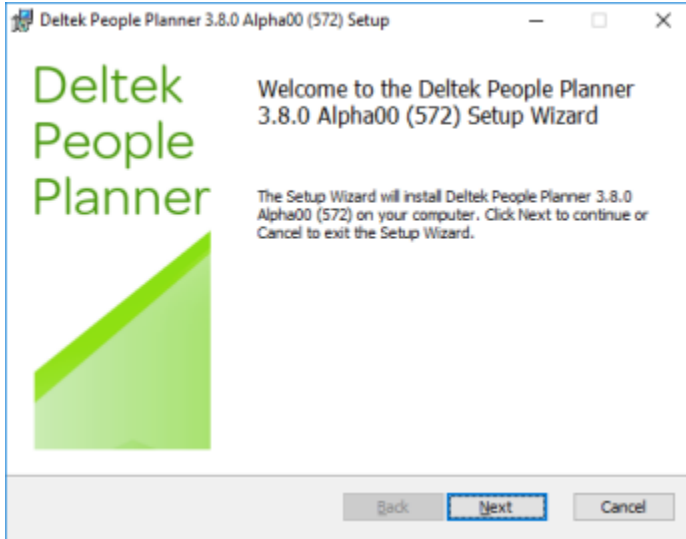 Deltek People Planner 3.8.0 Alpha00 (572) Setup
Deltek
People
Planner
Welcome to the Deltek People Planner
3.8.0 Alpha00 (572) Setup Wizard
The Setup Wizard will install Deltek People Planner 3.8.0
Alpha00 (572) on your computer. Click Next to continue or
Cancel to exit the Setup Wizard.
Back Next Cancel